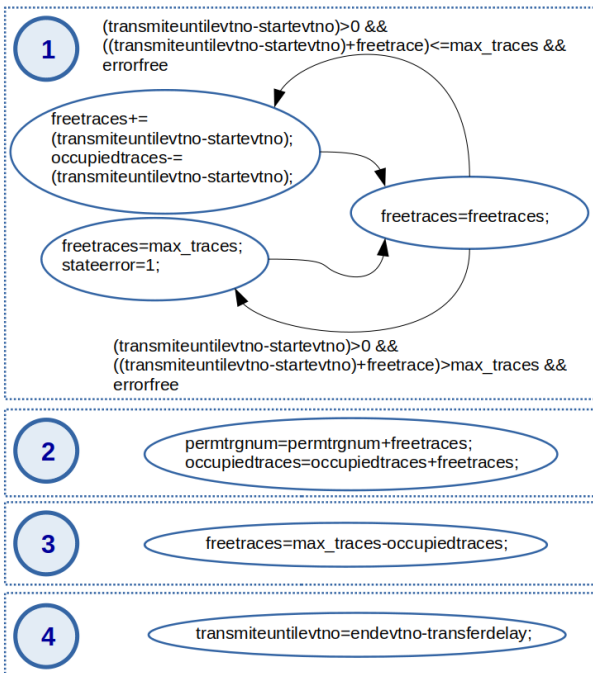 1
(transmiteuntilevtno-startevtno)>0 &&
((transmiteuntilevtno-startevtno)+freetrace)<=max_traces &&
errorfree
freetraces+=
(transmiteuntilevtno-startevtno);
occupiedtraces-=
(transmiteuntilevtno-startevtno);
freetraces=freetraces;
freetraces=max_traces;
stateerror=1;
(transmiteuntilevtno-startevtno)>0 &&
((transmiteuntilevtno-startevtno)+freetrace)>max_traces &&
errorfree
2
permtrgnum=permtrgnum+freetraces;
occupiedtraces=occupiedtraces+freetraces;
3
freetraces=max_traces-occupiedtraces;
4
transmiteuntilevtno=endevtno-transferdelay;